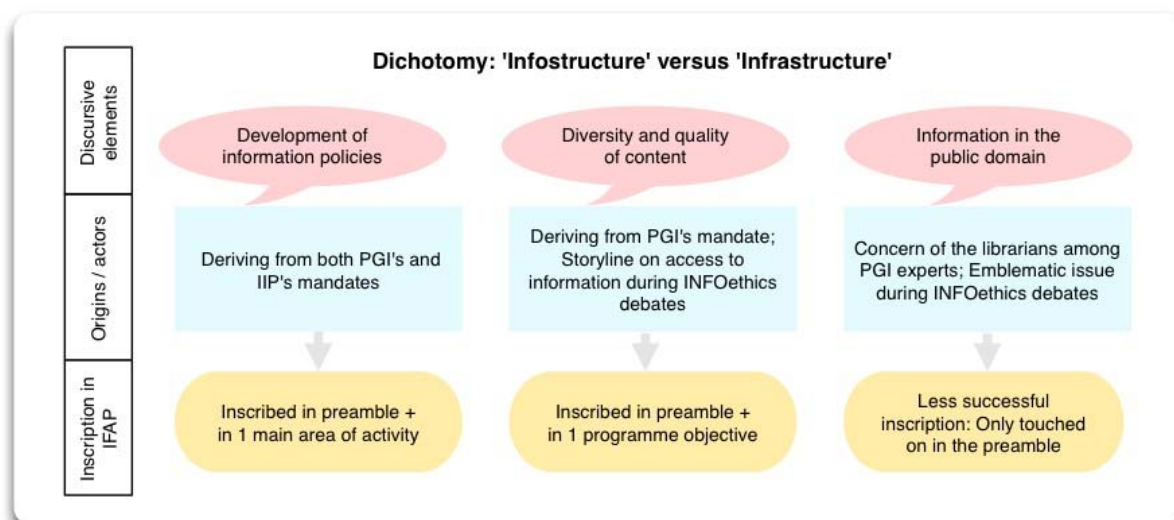 Dichotomy: 'Infostructure' versus 'Infrastructure'
Discursive
elements
Development of
information policies
Diversity and quality
of content
Information in the
public domain
Origins / actors
Deriving from both PGI's and
IIP's mandates
Deriving from PGI's mandate;
Storyline on access to
information during INFOethics
debates
Concern of the librarians among
PGI experts; Emblematic issue
during INFOethics debates
Inscription in
IFAP
Inscribed in preamble +
in 1 main area of activity
Inscribed in preamble +
in 1 programme objective
Less successful
inscription: Only touched
on in the preamble